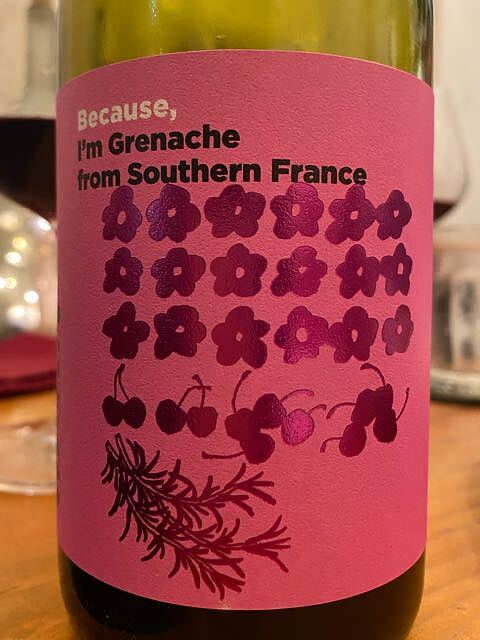 Because,
I'm Grenache
from Southern France